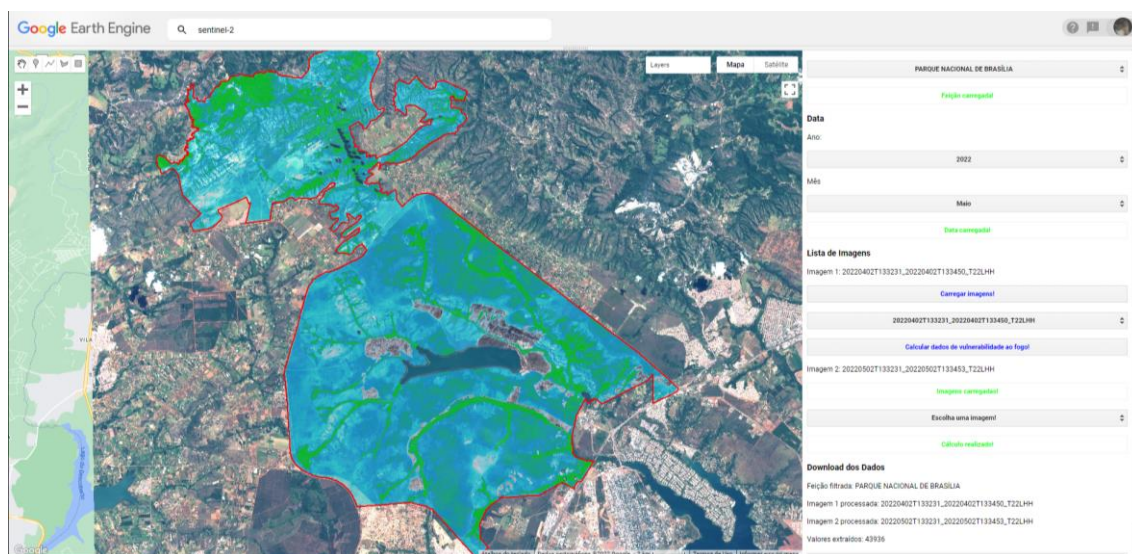 Google Earth Engine
sentinel-2
Layers
Mapa
Satélite
PARQUE NACIONAL DE BRASÍLIA
Feição carregada!
Data
Ano:
2022
Mês
Maio
Data carregada!
Lista de Imagens
Imagem 1: 20220402T133231_20220402T133450_T22LHH
Carregar imagens!
20220402T133231_20220402T133450_T22LHH
Calcular dados de vulnerabilidade ao fogo!
Imagem 2: 20220502T133231_20220502T133453_T22LHH
Imagens carregadas!
Escolha uma imagem!
Cálculo realizado!
Download dos Dados
Feição filtrada: PARQUE NACIONAL DE BRASILIA
Imagem 1 processada: 20220402T133231_20220402T133450_T22LHH
Imagem 2 processada: 20220502T133231_20220502T133453_T22LHH
Valores extraídos: 43936
VILA
Google